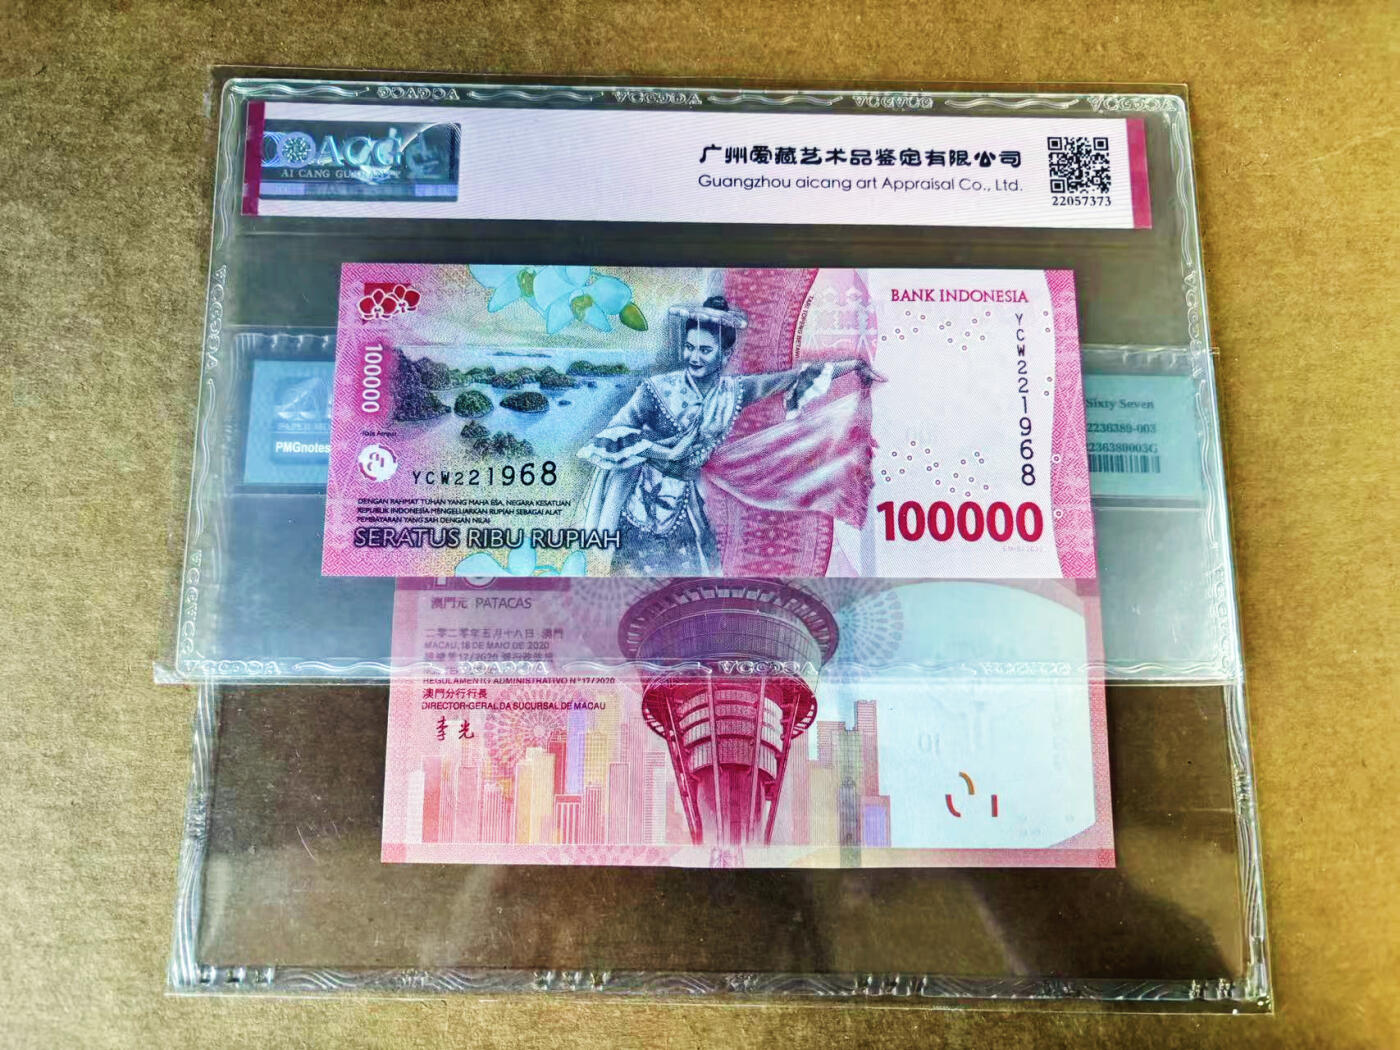 ACG
AI CANG GUARANTY
广州爱藏艺术品鉴定有限公司
Guangzhou aicang art Appraisal Co., Ltd.
22057373
BANK INDONESIA
100000
YCW221968
YCW221968
DENGAN RAHMAT TUHAN YANG MAHA ESA, NEGARA KESATUAN
REPUBLIK INDONESIA MENGELUARKAN RUPIAH SEBAGAI ALAT
PEMBAYARAN YANG SAH DENGAN NILAI
SERATUS RIBU RUPIAH
100000
PMGnotes
Sixty Seven
2236389-003
236389003G
澳門元 PATACAS
二零二零年五月十八日 澳門
MACAU, 18 DE MAIO DE 2020
REGULAMENTO ADMINISTRATIVO Nº 17/2020
澳門分行行長
DIRECTOR-GERAL DA SUCURSAL DE MACAU
李光
10